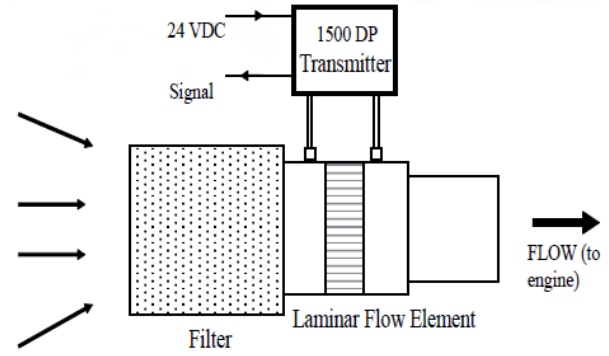 24 VDC
1500 DP
Transmitter
Signal
FLOW (to
engine)
Filter
Laminar Flow Element